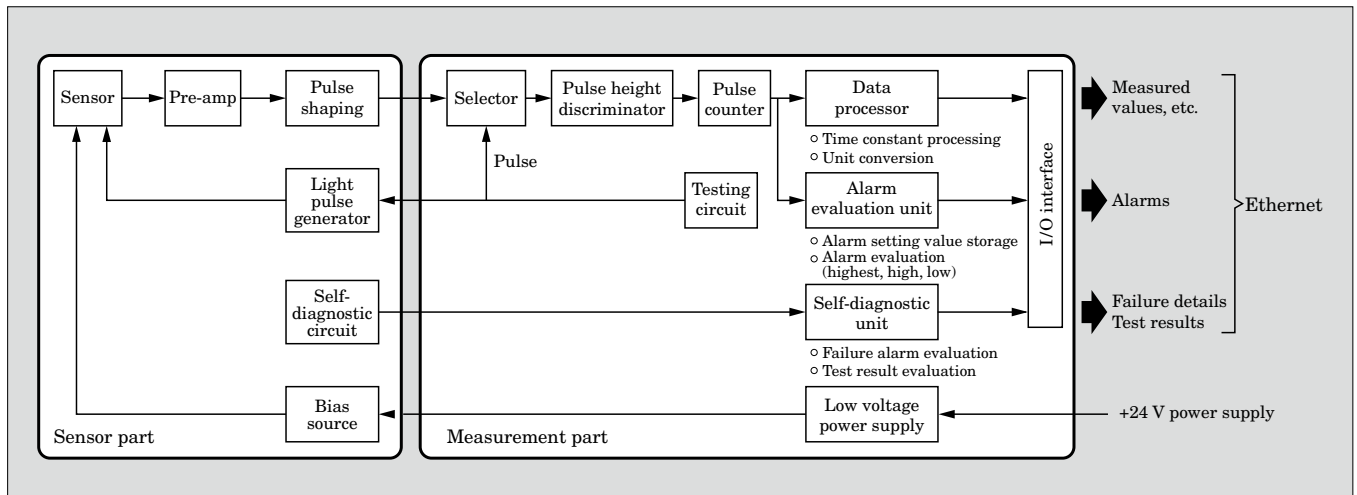 Sensor
Pre-amp
Pulse
shaping
Selector
Pulse height
discriminator
Pulse
counter
Data
processor
Time constant processing
Unit conversion
Measured
values, etc.
Pulse
Light
pulse
generator
Testing
circuit
Alarm
evaluation unit
Alarm setting value storage
Alarm evaluation
(highest, high, low)
I/O interface
Alarms
Ethernet
Self-
diagnostic
circuit
Self-diagnostic
unit
Failure alarm evaluation
Test result evaluation
Failure details
Test results
Bias
source
Low voltage
power supply
+24 V power supply
Sensor part
Measurement part